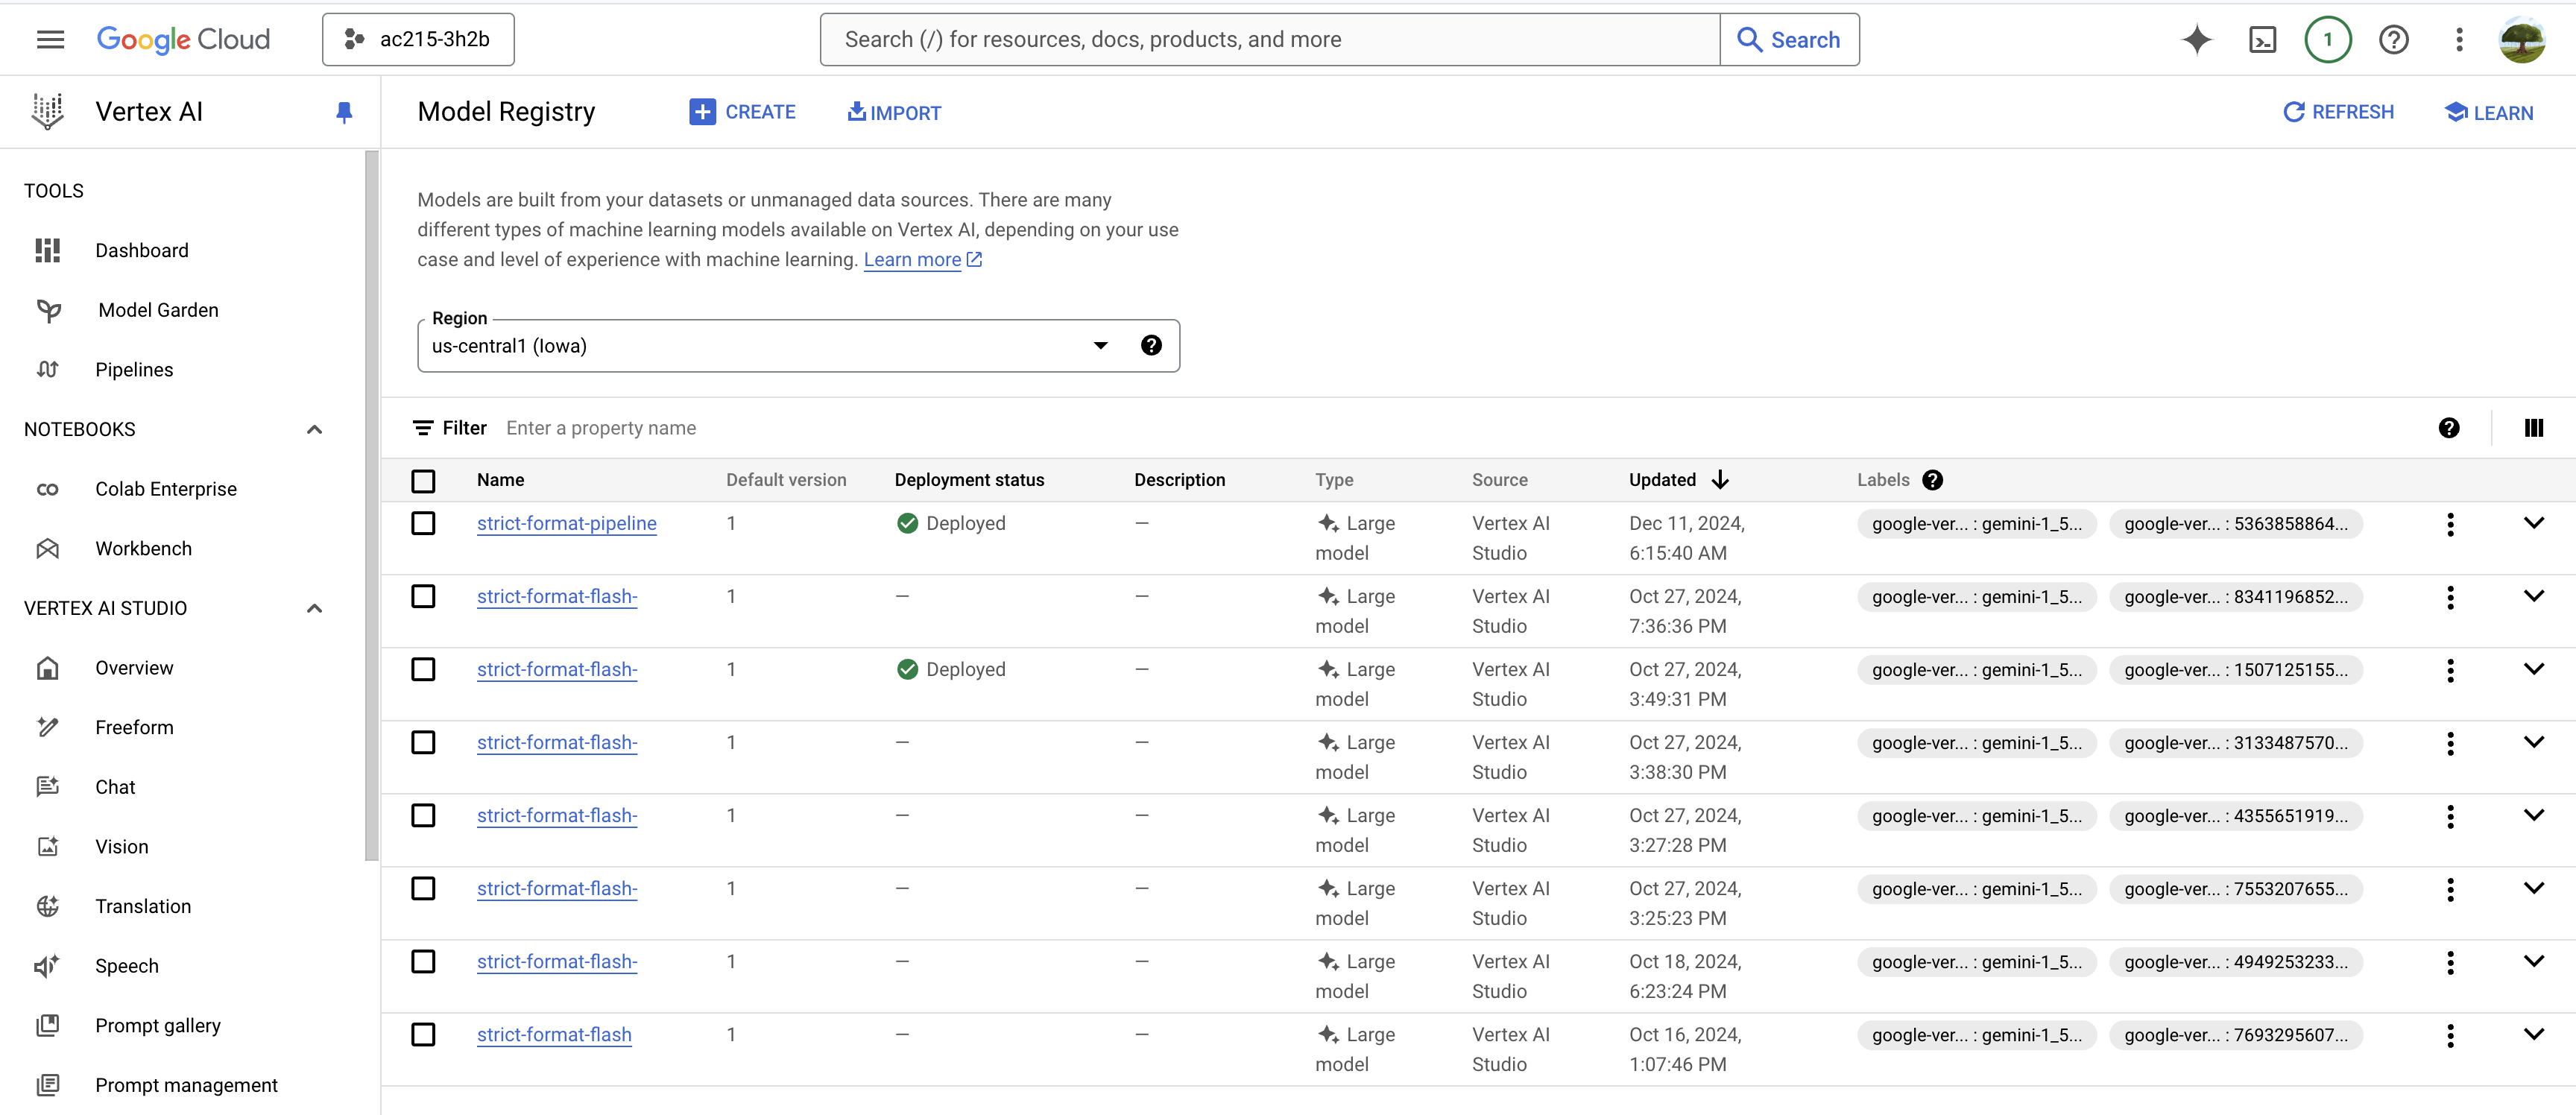 Google Cloud
ac215-3h2b
Search (/) for resources, docs, products, and more
Search
1
Vertex AI
Model Registry
CREATE
IMPORT
REFRESH
LEARN
TOOLS
Dashboard
Model Garden
Pipelines
NOTEBOOKS
Colab Enterprise
Workbench
VERTEX AI STUDIO
Overview
Freeform
Chat
Vision
Translation
Speech
Prompt gallery
Prompt management
Models are built from your datasets or unmanaged data sources. There are many
different types of machine learning models available on Vertex AI, depending on your use
case and level of experience with machine learning. Learn more
Region
us-central1 (Iowa)
Filter Enter a property name
Name Default version Deployment status Description Type Source Updated Labels
strict-format-pipeline 1 Deployed — Large Vertex AI Dec 11, 2024, google-ver... : gemini-1_5... google-ver... : 5363858864...
model Studio 6:15:40 AM
strict-format-flash- 1 — — Large Vertex AI Oct 27, 2024, google-ver... : gemini-1_5... google-ver... : 8341196852...
model Studio 7:36:36 PM
strict-format-flash- 1 Deployed — Large Vertex AI Oct 27, 2024, google-ver... : gemini-1_5... google-ver... : 1507125155...
model Studio 3:49:31 PM
strict-format-flash- 1 — — Large Vertex AI Oct 27, 2024, google-ver... : gemini-1_5... google-ver... : 3133487570...
model Studio 3:38:30 PM
strict-format-flash- 1 — — Large Vertex AI Oct 27, 2024, google-ver... : gemini-1_5... google-ver... : 4355651919...
model Studio 3:27:28 PM
strict-format-flash- 1 — — Large Vertex AI Oct 27, 2024, google-ver... : gemini-1_5... google-ver... : 7553207655...
model Studio 3:25:23 PM
strict-format-flash- 1 — — Large Vertex AI Oct 18, 2024, google-ver... : gemini-1_5... google-ver... : 4949253233...
model Studio 6:23:24 PM
strict-format-flash 1 — — Large Vertex AI Oct 16, 2024, google-ver... : gemini-1_5... google-ver... : 7693295607...
model Studio 1:07:46 PM